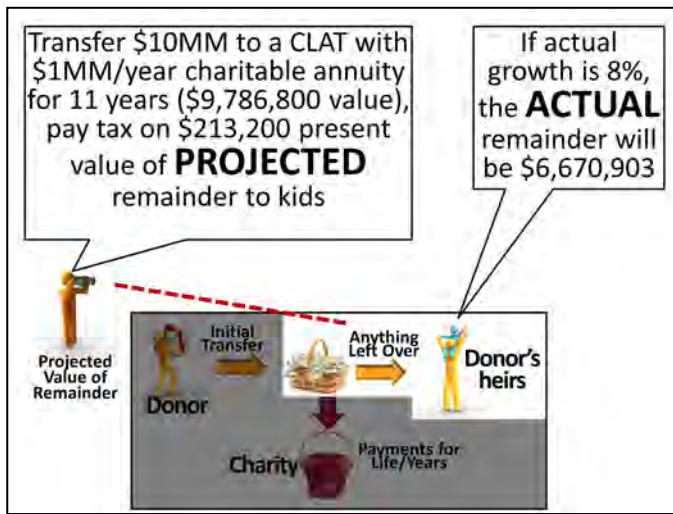 Transfer $10MM to a CLAT with
$1MM/year charitable annuity
for 11 years ($9,786,800 value),
pay tax on $213,200 present
value of PROJECTED
remainder to kids
If actual
growth is 8%,
the ACTUAL
remainder will
be $6,670,903
Projected
Value of
Remainder
Initial
Transfer
Donor
Anything
Left Over
Donor's
heirs
Charity
Payments for
Life/Years